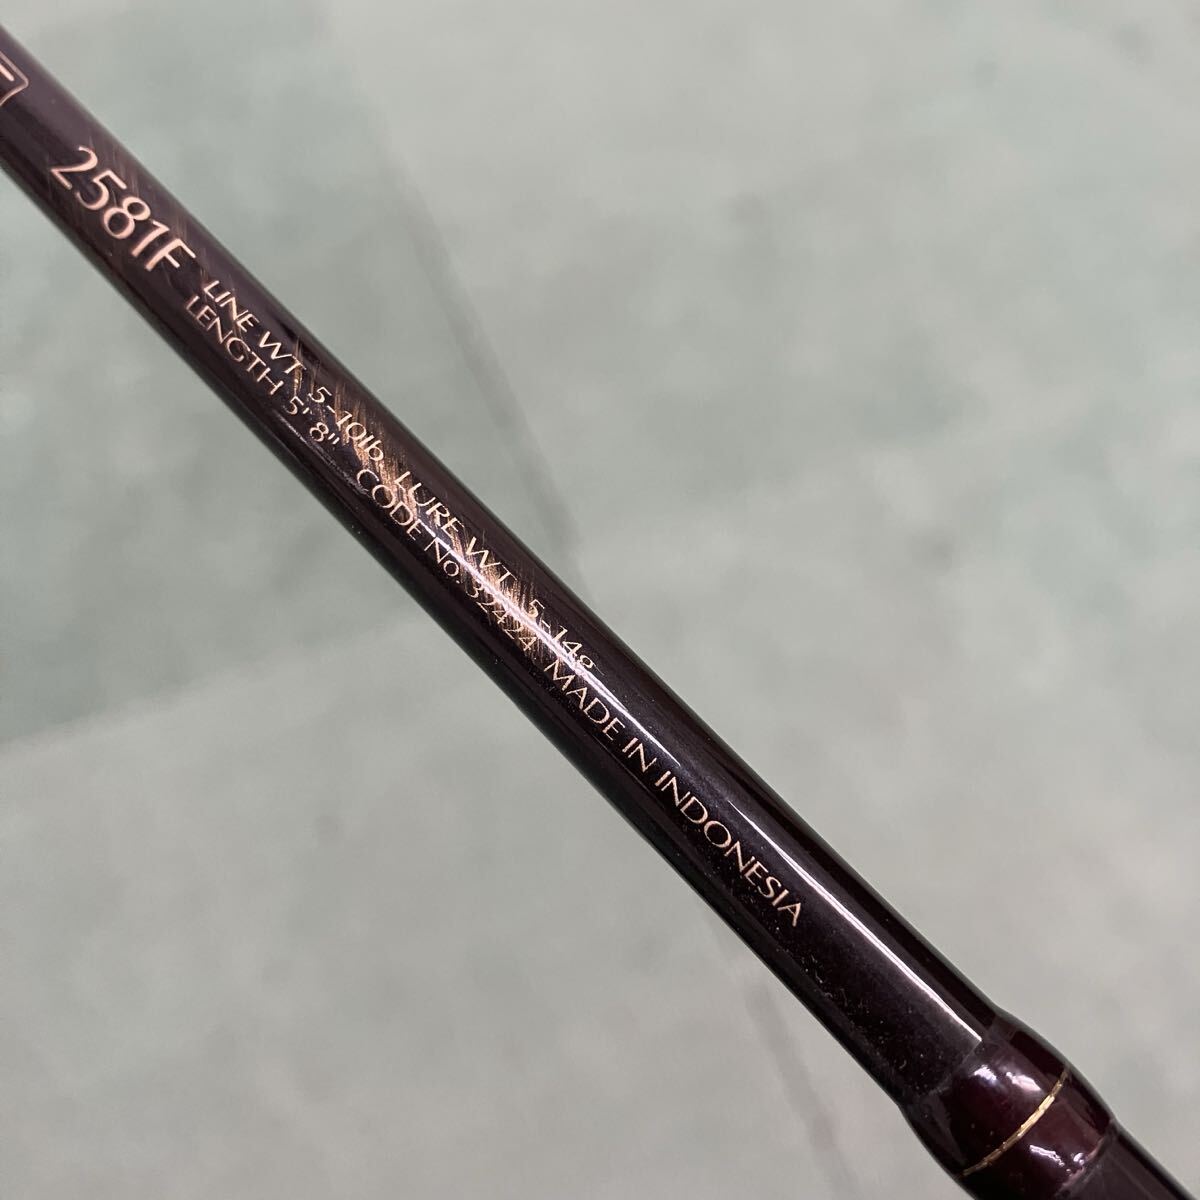 2581F
LINE WT. 5-10lb. LURE WT. 5-14g
LENGTH 5' 8" CODE No. 32424 MADE IN INDONESIA